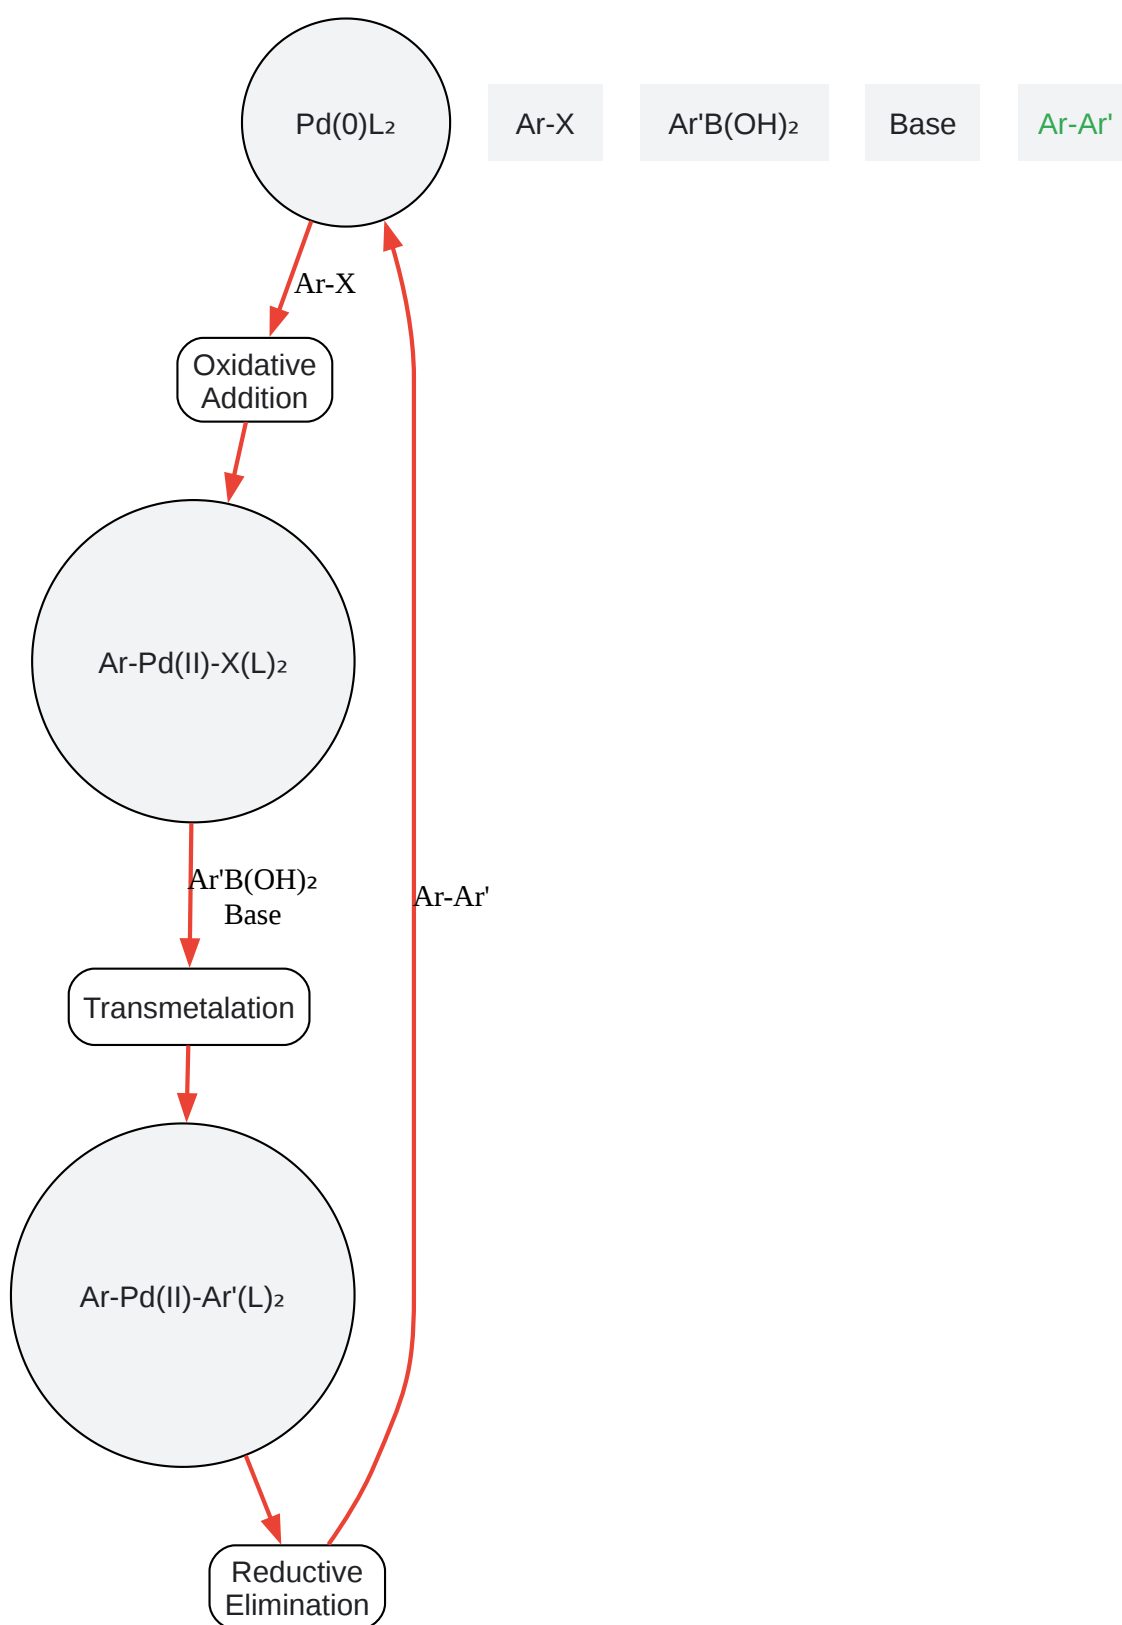 Pd(0)L₂
Ar-X
Ar'B(OH)₂
Base
Ar-Ar'
Ar-X
Oxidative
Addition
Ar-Pd(II)-X(L)₂
Ar'B(OH)₂
Base
Ar-Ar'
Transmetalation
Ar-Pd(II)-Ar'(L)₂
Reductive
Elimination